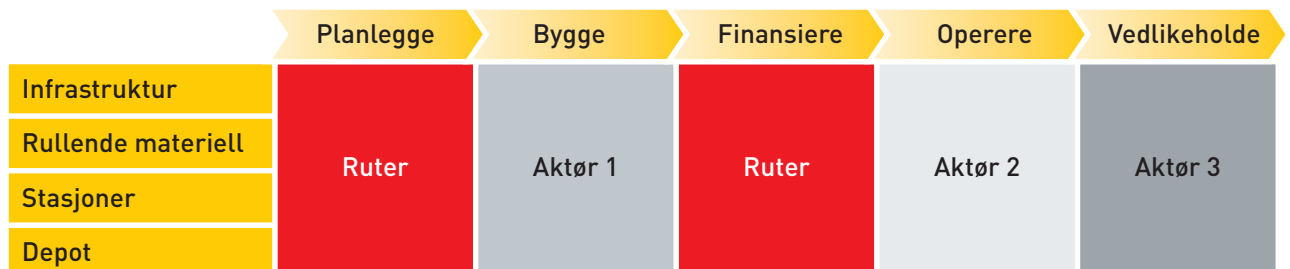 Planlegge Bygge Finansiere Operere Vedlikeholde
Infrastruktur
Rullende materiell
Ruter Aktør 1 Ruter Aktør 2 Aktør 3
Stasjoner
Depot